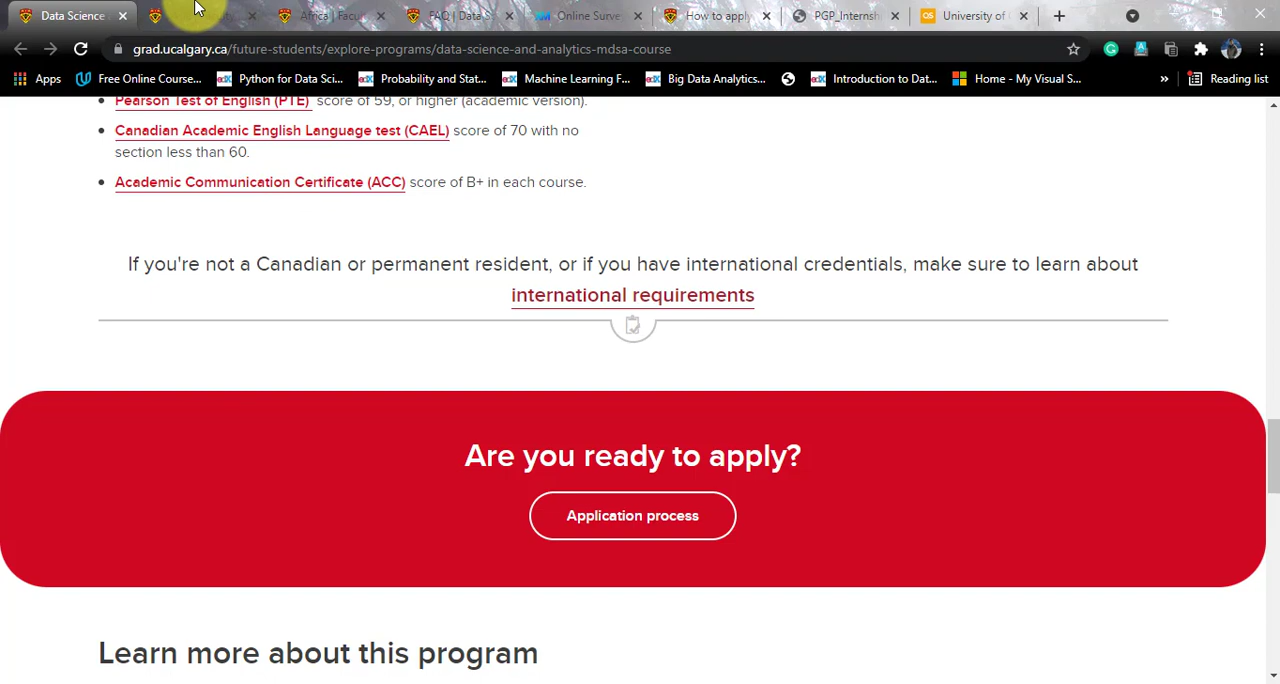 Data Science
Africa | Facul
FAQ | Data S
Online Surve
How to apply
PGP_Internsh
University of
grad.ucalgary.ca/future-students/explore-programs/data-science-and-analytics-mdsa-course
Apps
Free Online Course...
Python for Data Sci...
Probability and Stat...
Machine Learning F...
Big Data Analytics...
Introduction to Dat...
Home - My Visual S...
»
Reading list
Pearson Test of English (PTE) score of 59, or higher (academic version).
Canadian Academic English Language test (CAEL) score of 70 with no
section less than 60.
Academic Communication Certificate (ACC) score of B+ in each course.
If you're not a Canadian or permanent resident, or if you have international credentials, make sure to learn about
international requirements
Are you ready to apply?
Application process
Learn more about this program